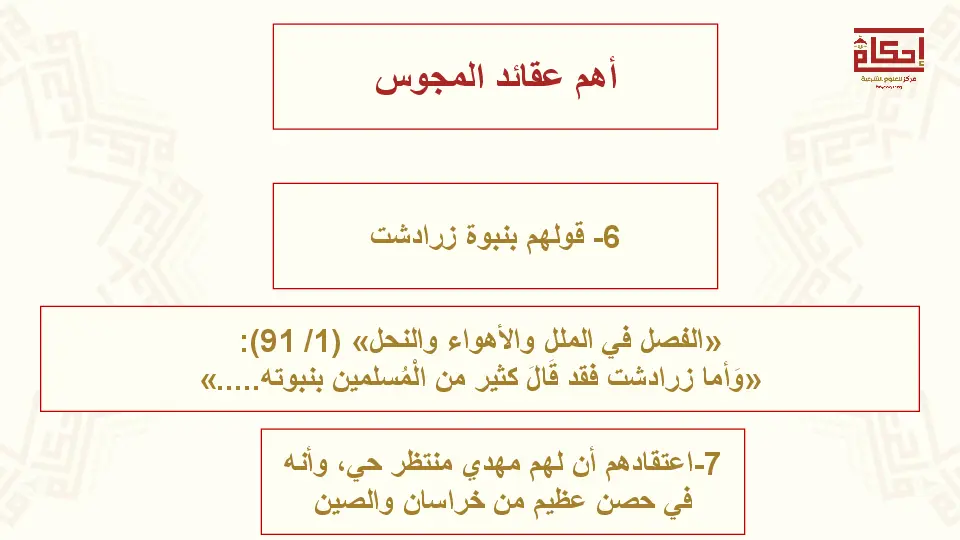 إحكام
مركز للعلوم الشرعية
أهم عقائد المجوس
6- قولهم بنبوة زرادشت
«الفصل في الملل والأهواء والنحل» (1/ 91):
«وَأما زرادشت فقد قَالَ كثير من الْمُسلمين بنبوته.....»
7-اعتقادهم أن لهم مهدي منتظر حي، وأنه
في حصن عظيم من خراسان والصين